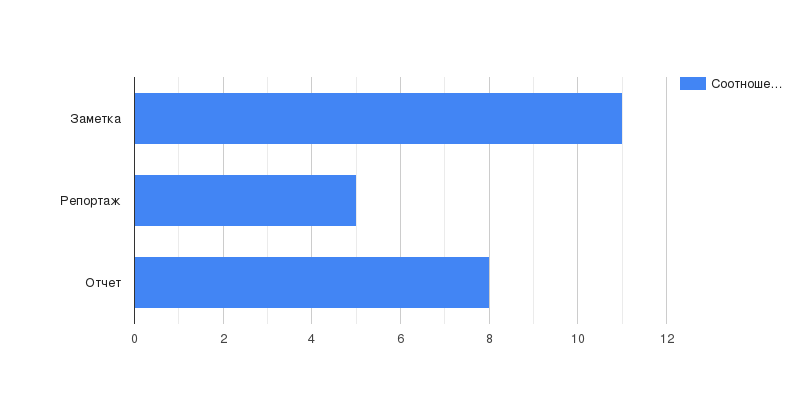 Соотноше...
Заметка
Репортаж
Отчет
0 2 4 6 8 10 12